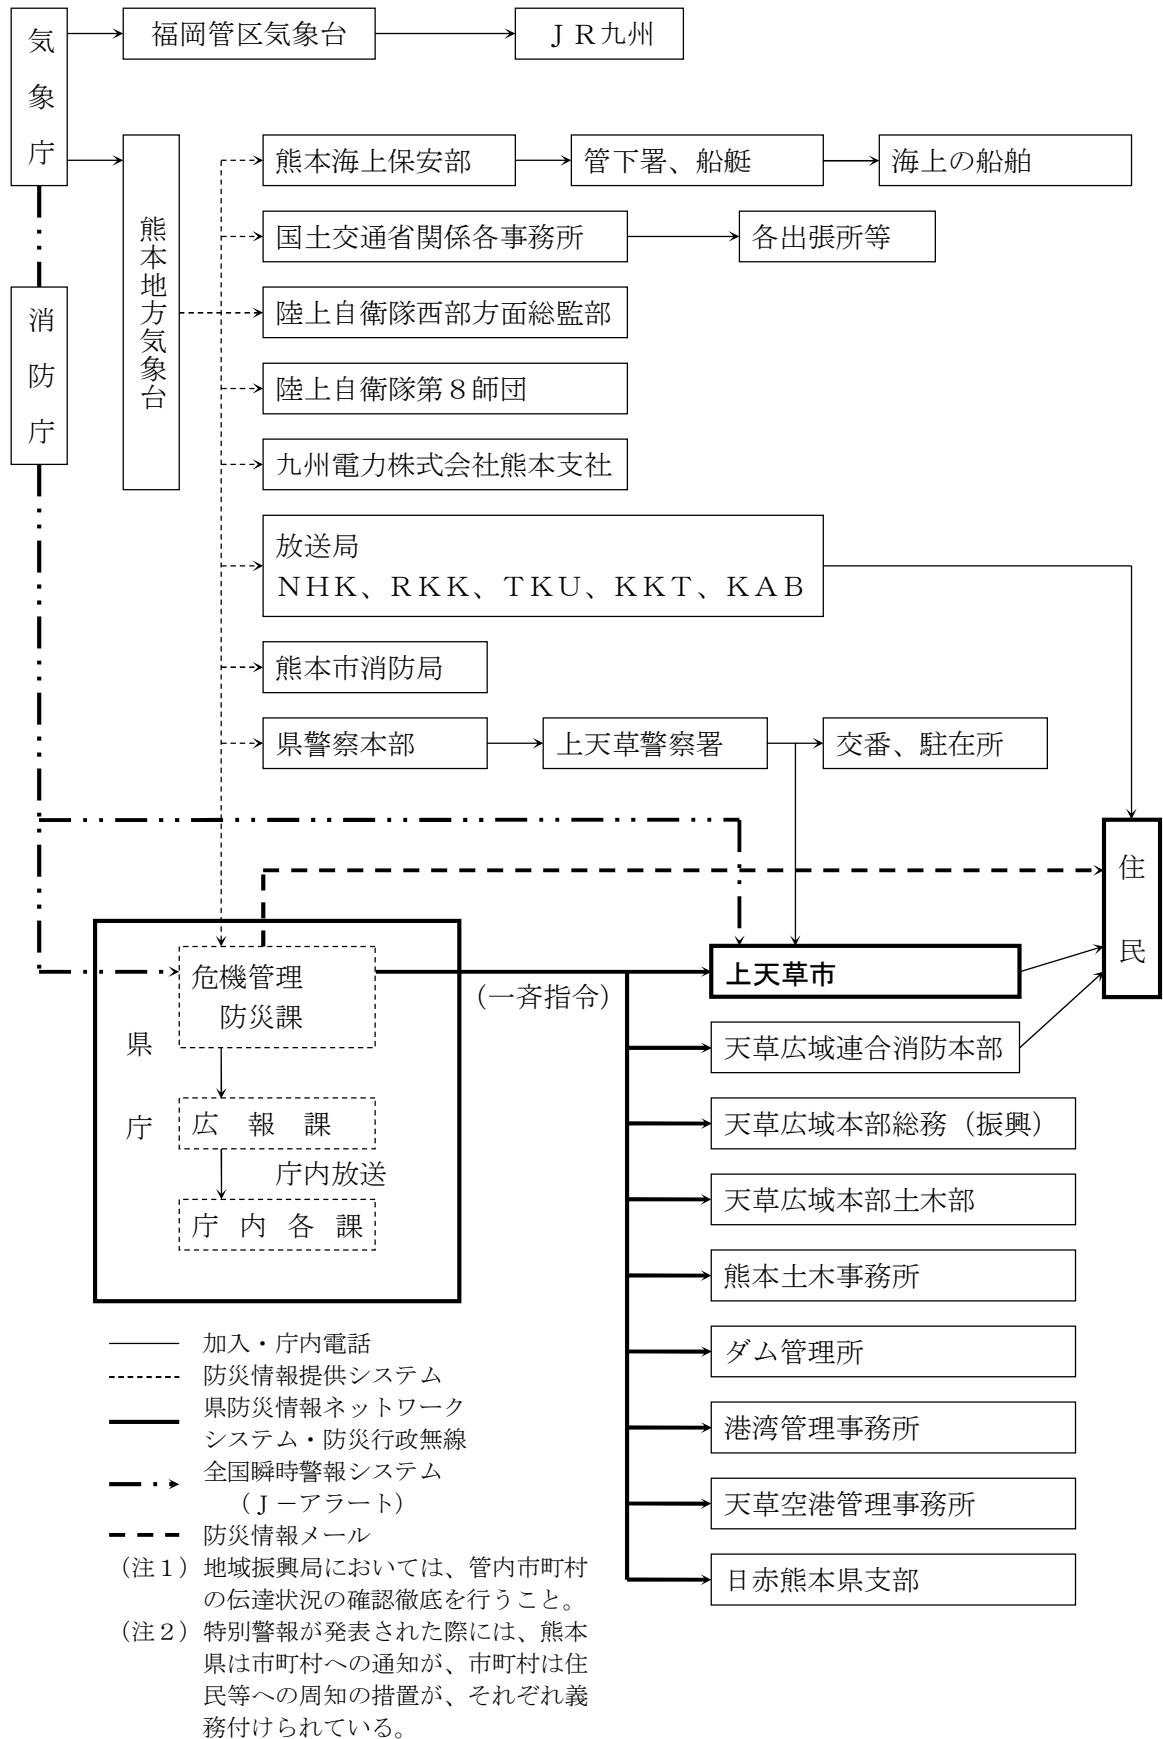 気象庁
福岡管区気象台
ＪＲ九州
熊本地方気象台
熊本海上保安部
管下署、船艇
海上の船舶
国土交通省関係各事務所
各出張所等
消防庁
陸上自衛隊西部方面総監部
陸上自衛隊第８師団
九州電力株式会社熊本支社
放送局
ＮＨＫ、ＲＫＫ、ＴＫＵ、ＫＫＴ、ＫＡＢ
熊本市消防局
県警察本部
上天草警察署
交番、駐在所
住民
県庁
危機管理
防災課
（一斉指令）
広報課
庁内放送
庁内各課
上天草市
天草広域連合消防本部
天草広域本部総務（振興）
天草広域本部土木部
熊本土木事務所
ダム管理所
港湾管理事務所
天草空港管理事務所
日赤熊本県支部
加入・庁内電話
防災情報提供システム
県防災情報ネットワーク
システム・防災行政無線
全国瞬時警報システム
（Ｊ－アラート）
防災情報メール
（注１）地域振興局においては、管内市町村
の伝達状況の確認徹底を行うこと。
（注２）特別警報が発表された際には、熊本
県は市町村への通知が、市町村は住
民等への周知の措置が、それぞれ義
務付けられている。